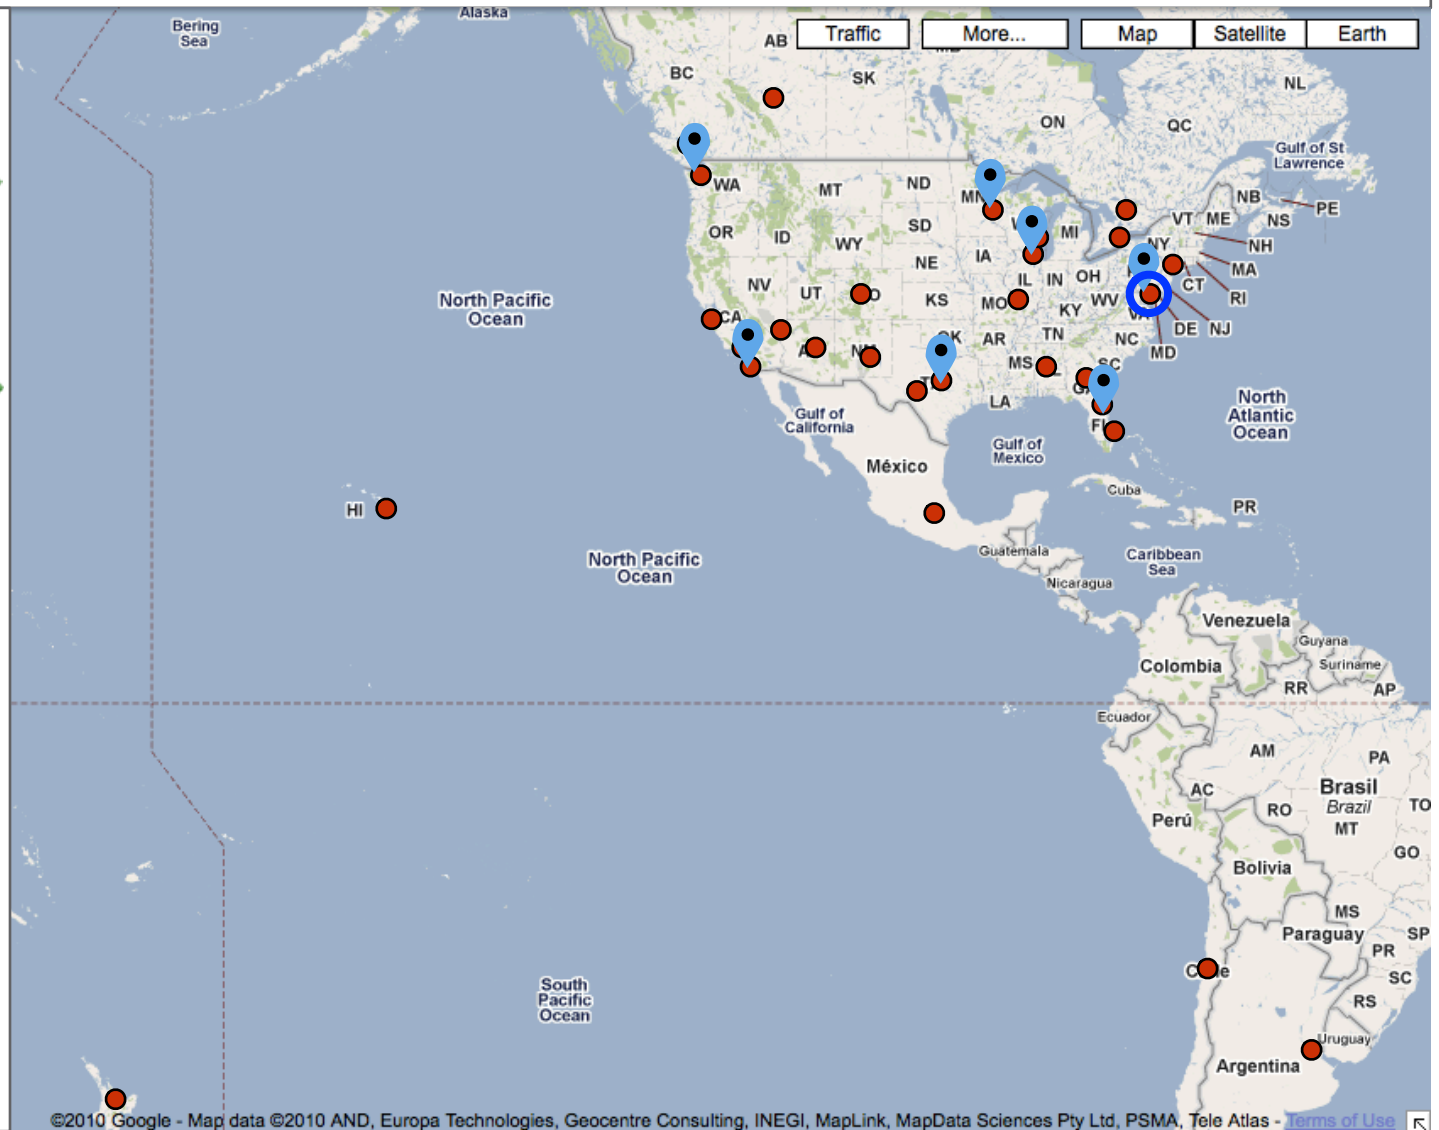 Alaska
Bering
Sea
Traffic
More...
Map
Satellite
Earth
AB
BC
SK
NL
ON
QC
Gulf of St
Lawrence
WA
MT
ND
NB
PE
VT
ME
NS
OR
ID
SD
MI
NY
NH
WY
IA
MA
NE
OH
NV
UT
IL
IN
CT
RI
North Pacific
Ocean
KS
MO
WV
KY
DE
NJ
CA
AR
TN
NC
MD
MS
SC
LA
Gulf of
California
North
Atlantic
Ocean
Gulf of
Mexico
México
HI
Cuba
PR
Guatemala
Caribbean
Sea
North Pacific
Ocean
Nicaragua
Venezuela
Guyana
Colombia
Suriname
RR
AP
Ecuador
AM
PA
AC
Brasil
Brazil
RO
TO
Perú
MT
GO
Bolivia
MS
Paraguay
SP
PR
SC
South
Pacific
Ocean
RS
Uruguay
Argentina
©2010 Google - Map data ©2010 AND, Europa Technologies, Geocentre Consulting, INEGI, MapLink, MapData Sciences Pty Ltd, PSMA, Tele Atlas - Terms of Use